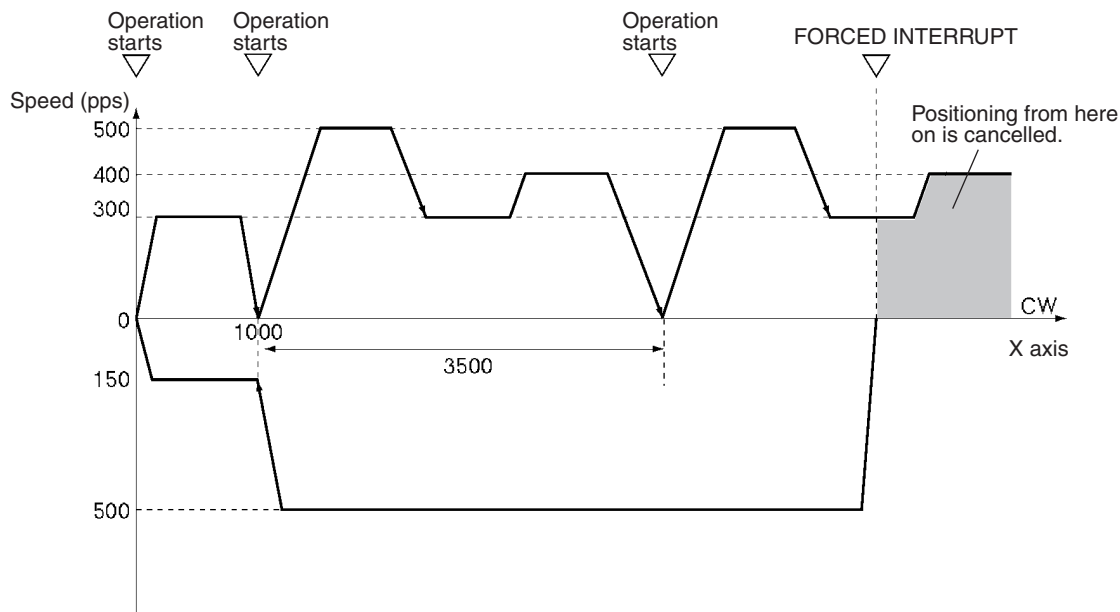 Operation
starts
Operation
starts
Operation
starts
FORCED INTERRUPT
Speed (pps)
Positioning from here
on is cancelled.
500
400
300
0
1000
CW
3500
X axis
150
500